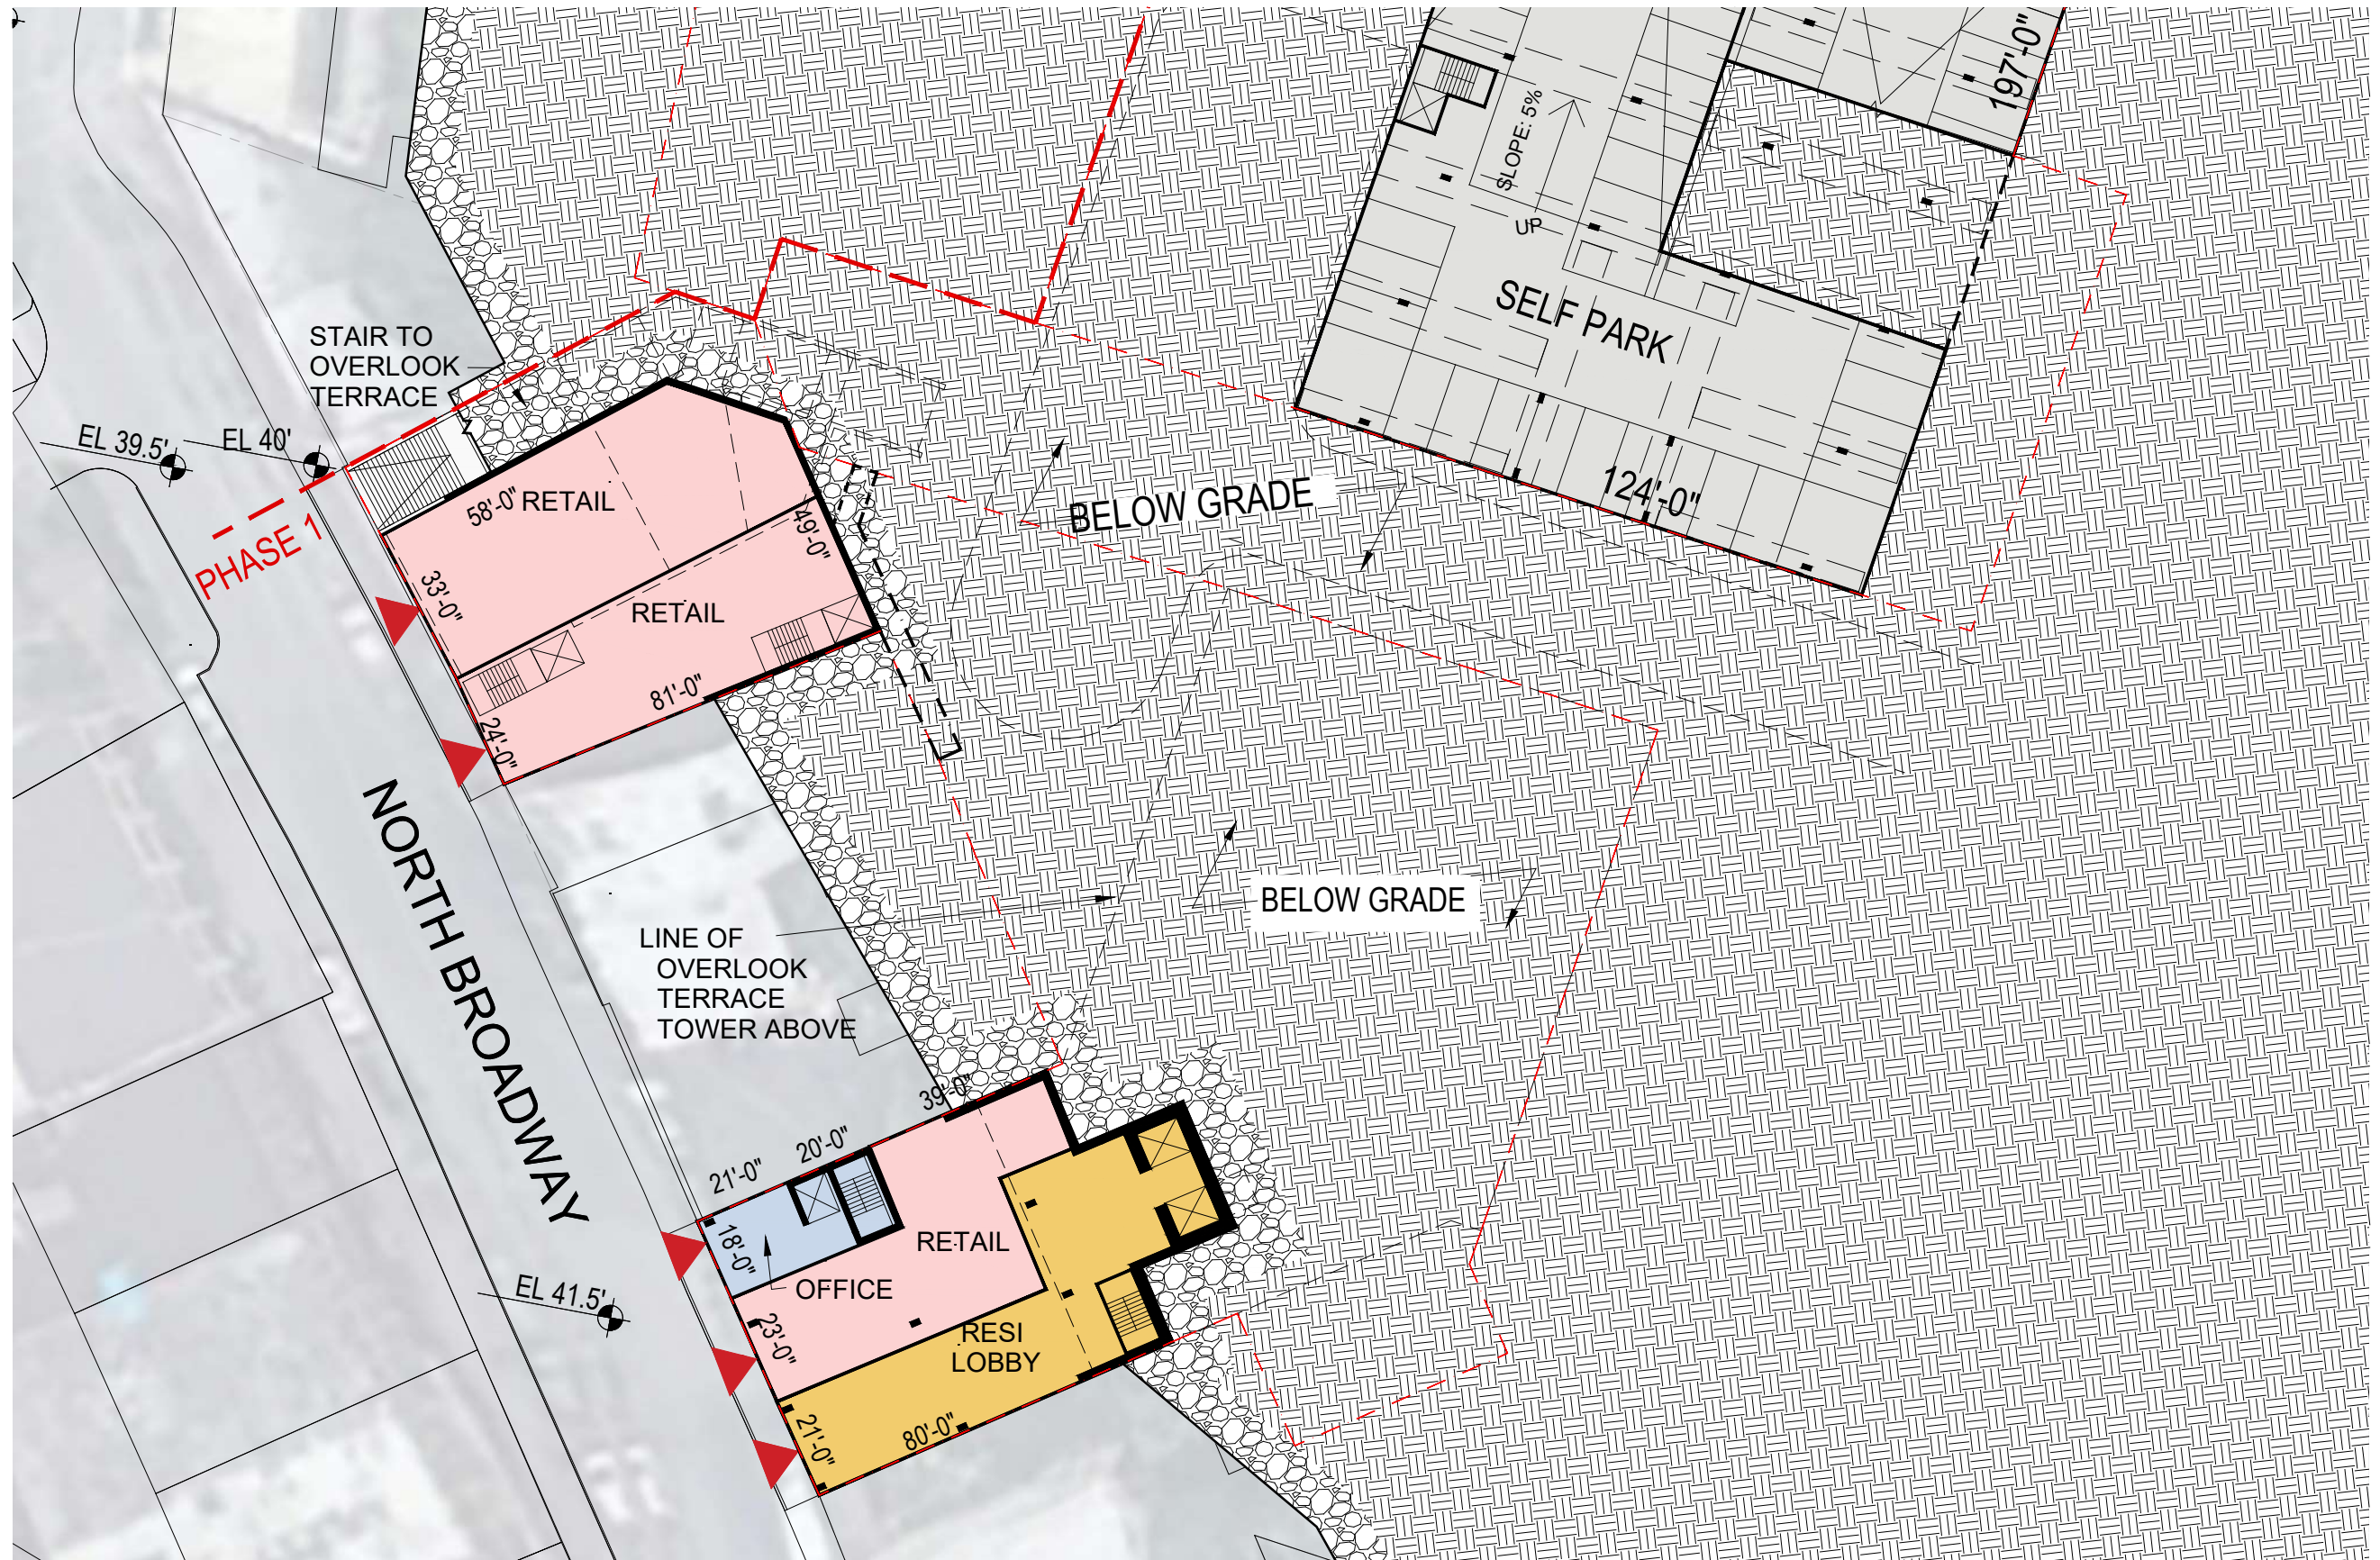 197'-0"
SLOPE: 5%
UP
SELF PARK
124'-0"
STAIR TO
OVERLOOK
TERRACE
EL 39.5'
EL 40'
PHASE 1
58'-0"
RETAIL
49'-0"
33'-0"
RETAIL
81'-0"
24'-0"
BELOW GRADE
NORTH BROADWAY
BELOW GRADE
LINE OF
OVERLOOK
TERRACE
TOWER ABOVE
39'-0"
20'-0"
21'-0"
18'-0"
RETAIL
OFFICE
EL 41.5'
23'-0"
RESI
LOBBY
21'-0"
80'-0"